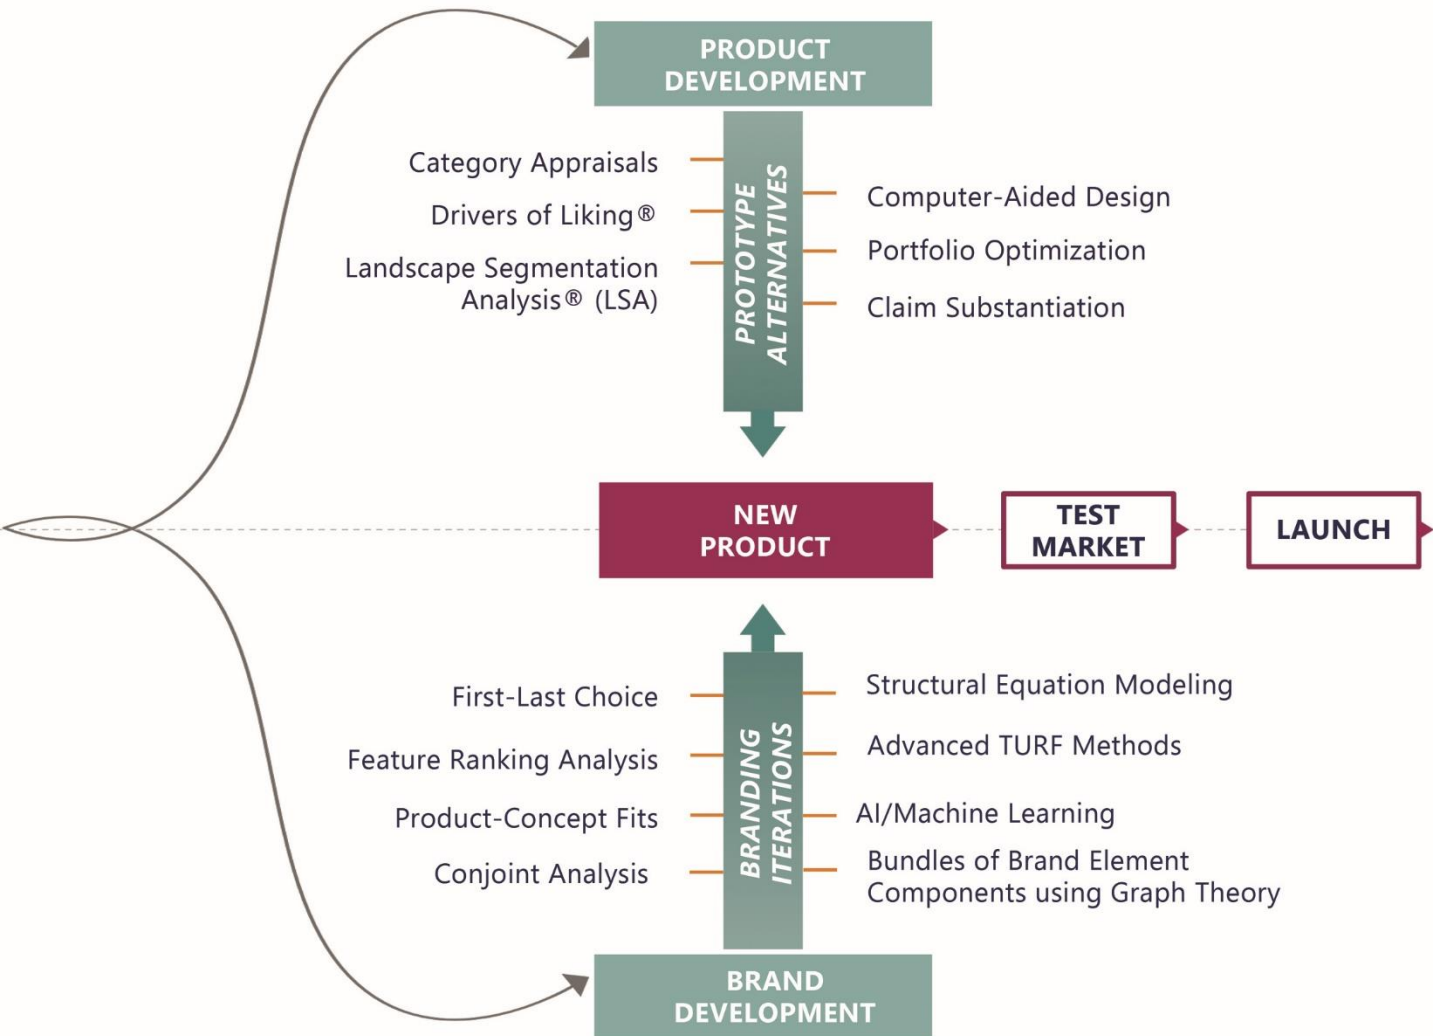 PRODUCT
DEVELOPMENT
Category Appraisals
Drivers of Liking®
Landscape Segmentation
Analysis® (LSA)
PROTOTYPE
ALTERNATIVES
Computer-Aided Design
Portfolio Optimization
Claim Substantiation
NEW
PRODUCT
TEST
MARKET
LAUNCH
First-Last Choice
Feature Ranking Analysis
Product-Concept Fits
Conjoint Analysis
BRANDING
ITERATIONS
Structural Equation Modeling
Advanced TURF Methods
AI/Machine Learning
Bundles of Brand Element
Components using Graph Theory
BRAND
DEVELOPMENT